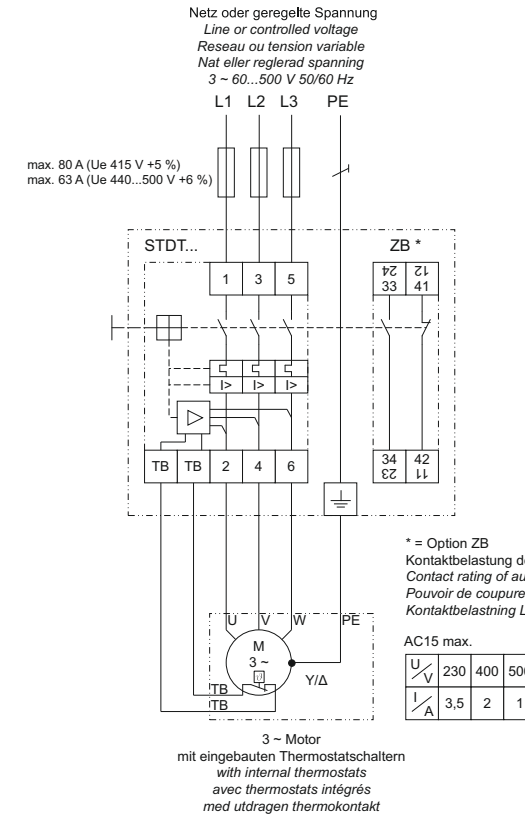 Netz oder geregelte Spannung
Line or controlled voltage
Reseau ou tension variable
Nat eller reglerad spanning
3 ~ 60...500 V 50/60 Hz
L1 L2 L3 PE
max. 80 A (Ue 415 V +5 %)
max. 63 A (Ue 440...500 V +6 %)
STDT... ZB *
24 12
1 3 5 33 41
I> I> I>
TB TB 2 4 6 34 42
23 11
* = Option ZB
Kontaktbelastung
Contact rating of
Pouvoir de coupure
Kontaktbelastning
AC15 max.
U/V 230 400
I/A 3,5 2 1
U V W PE
M
3 ~
Y/Δ
TB
TB
3 ~ Motor
mit eingebauten Thermostatschaltern
with internal thermostats
avec thermostats intégrés
med utdragen thermokontakt